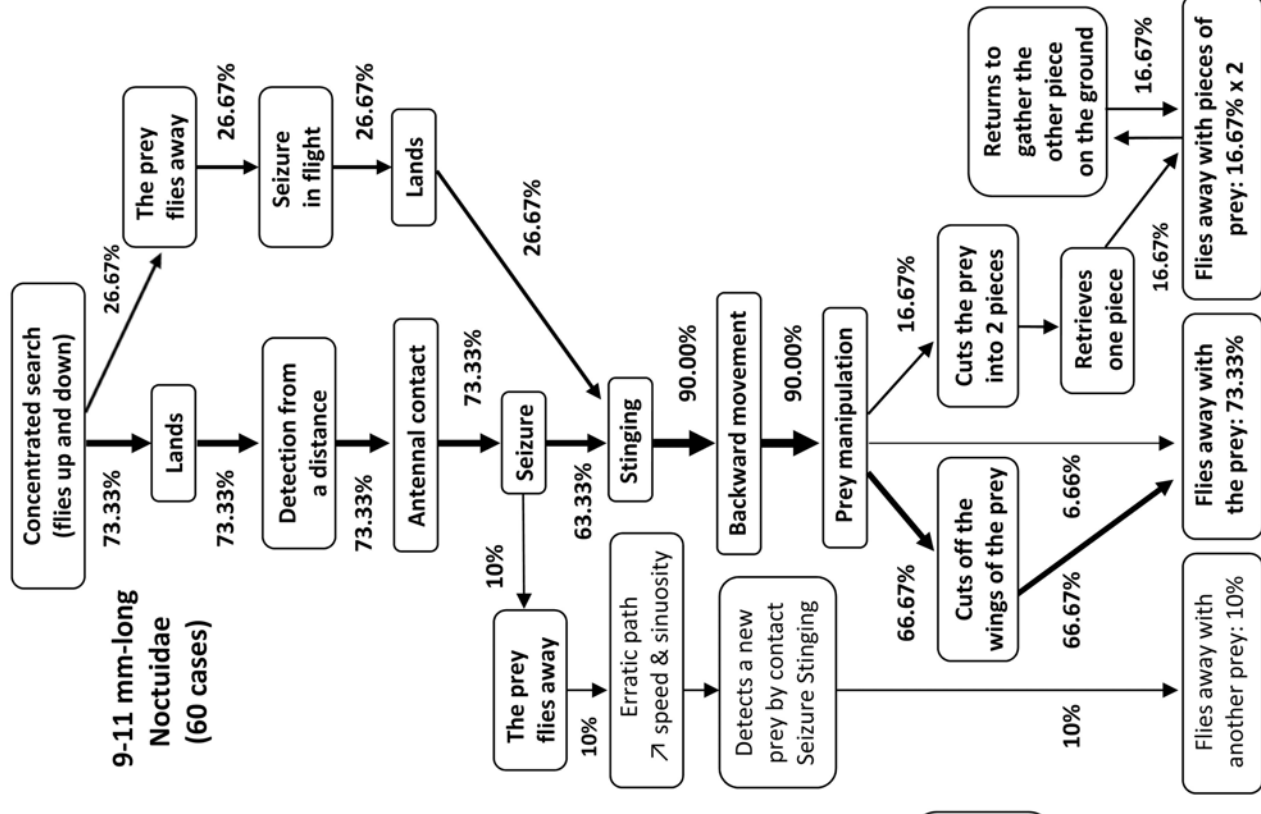 9-11 mm-long
Noctuidae
(60 cases)
Concentrated search
(flies up and down)
73.33%
26.67%
Lands
73.33%
Detection from
a distance
73.33%
Antennal contact
73.33%
Seizure
10%
63.33%
The prey
flies away
26.67%
Seizure
in flight
26.67%
Lands
26.67%
Stinging
90.00%
Backward movement
90.00%
Prey manipulation
The prey
flies away
10%
Erratic path
↗ speed & sinuosity
Detects a new
prey by contact
Seizure Stinging
10%
Flies away with
another prey: 10%
66.67%
Cuts off the
wings of the prey
66.67%
6.66%
Flies away with
the prey: 73.33%
16.67%
Cuts the prey
into 2 pieces
Retrieves
one piece
16.67%
Returns to
gather the
other piece
on the ground
16.67%
Flies away with pieces of
prey: 16.67% x 2